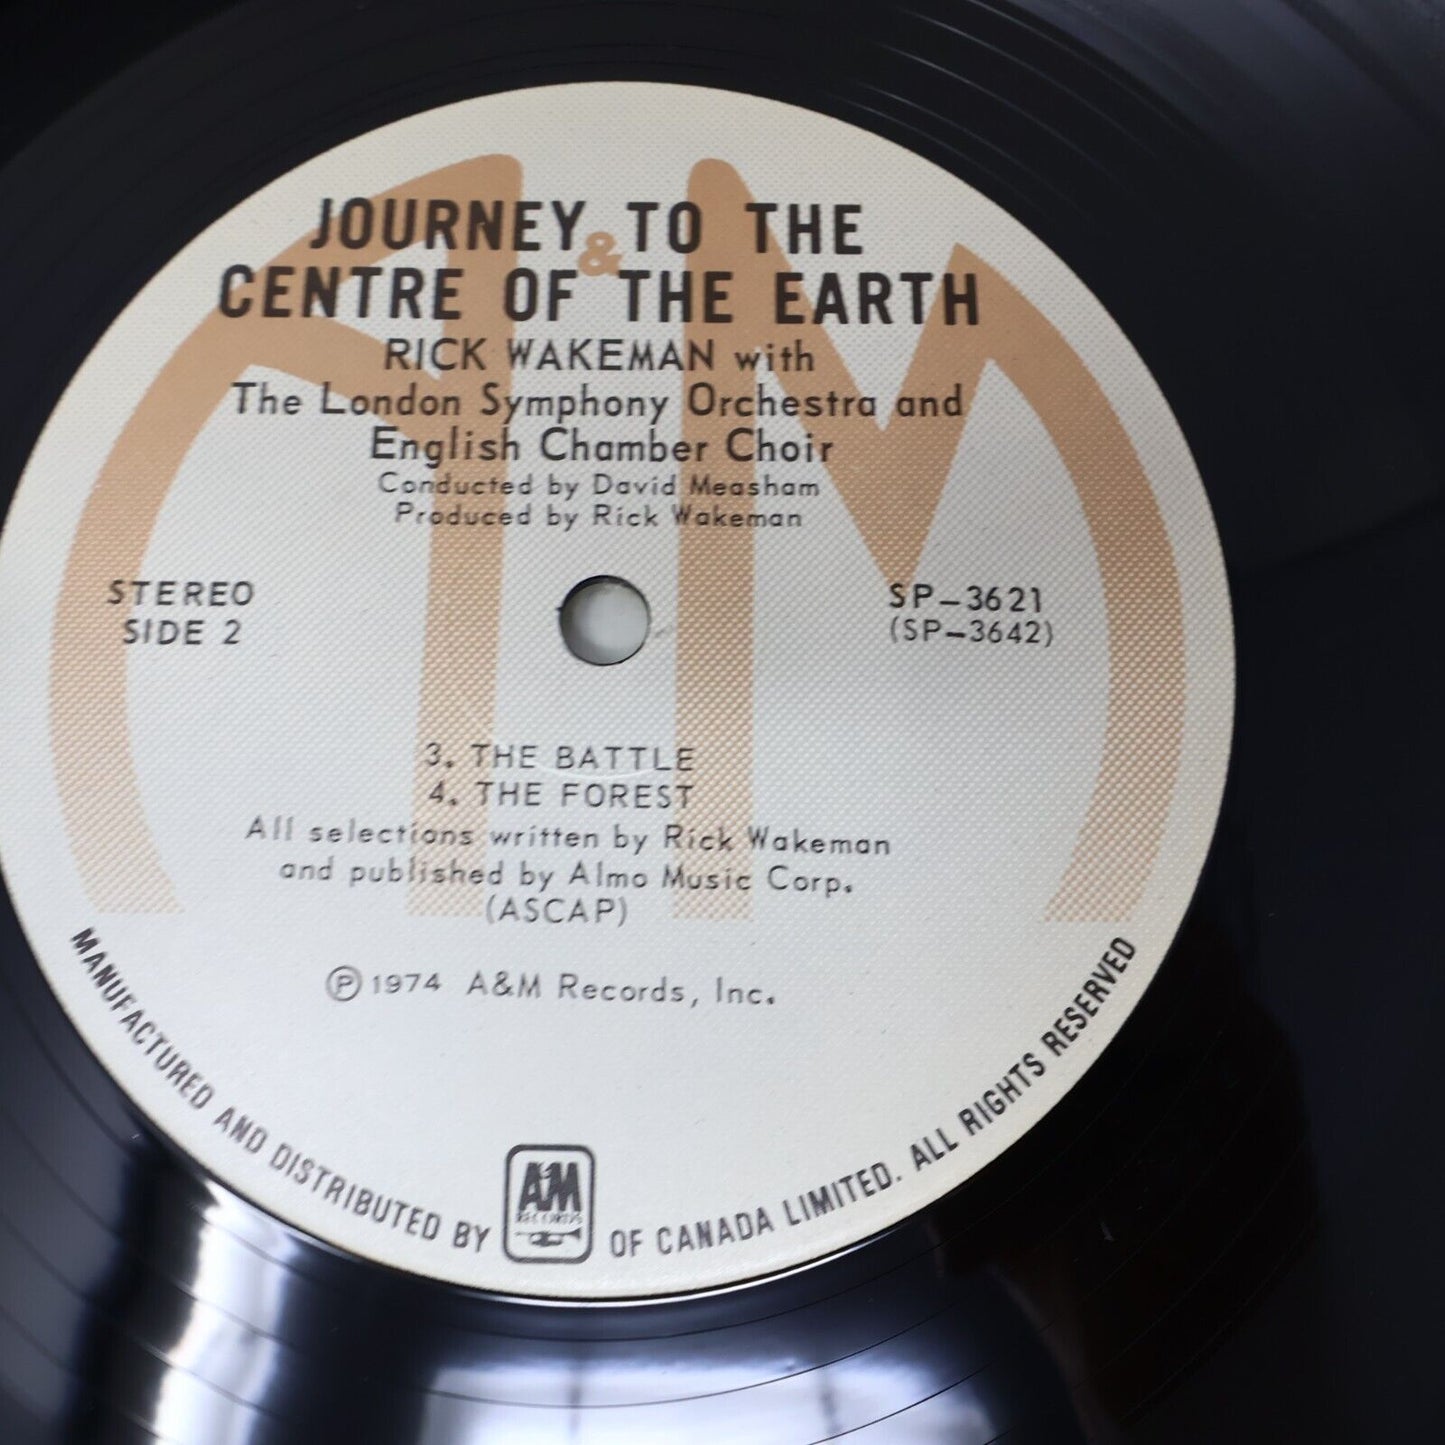 JOURNEY TO THE
CENTRE OF THE EARTH
RICK WAKEMAN with
The London Symphony Orchestra and
English Chamber Choir
Conducted by David Measham
Produced by Rick Wakeman
STEREO
SIDE 2
SP-3621
(SP-3642)
3. THE BATTLE
4. THE FOREST
All selections written by Rick Wakeman
and published by Almo Music Corp.
(ASCAP)
Ⓟ 1974 A&M Records, Inc.
MANUFACTURED AND DISTRIBUTED BY A&M RECORDS OF CANADA LIMITED. ALL RIGHTS RESERVED
A&M